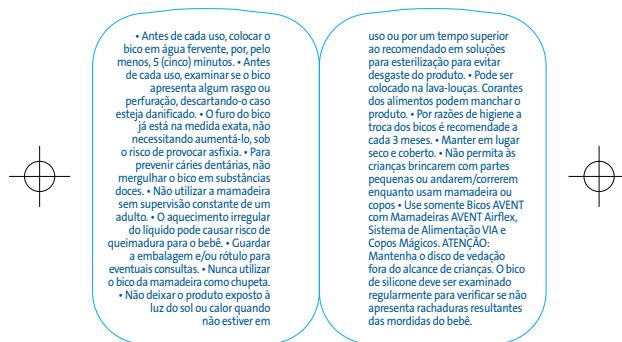 • Antes de cada uso, colocar o
bico em água fervente, por, pelo
menos, 5 (cinco) minutos. • Antes
de cada uso, examinar se o bico
apresenta algum rasgo ou
perfuração, descartando-o caso
esteja danificado. • O furo do bico
já está na medida exata, não
necessitando aumentá-lo, sob
o risco de provocar asfixia. • Para
prevenir cáries dentárias, não
mergulhar o bico em substâncias
doces. • Não utilizar a mamadeira
sem supervisão constante de um
adulto. • O aquecimento irregular
do líquido pode causar risco de
queimadura para o bebê. • Guardar
a embalagem e/ou rótulo para
eventuais consultas. • Nunca utilizar
o bico da mamadeira como chupeta.
• Não deixar o produto exposto à
luz do sol ou calor quando
não estiver em
uso ou por um tempo superior
ao recomendado em soluções
para esterilização para evitar
desgaste do produto. • Pode ser
colocado na lava-louças. Corantes
dos alimentos podem manchar o
produto. • Por razões de higiene a
troca dos bicos é recomendade a
cada 3 meses. • Manter em lugar
seco e coberto. • Não permita às
crianças brincarem com partes
pequenas ou andarem/correrem
enquanto usam mamadeira ou
copos • Use somente Bicos AVENT
com Mamadeiras AVENT Airflex,
Sistema de Alimentação VIA e
Copos Mágicos. ATENÇÃO:
Mantenha o disco de vedação
fora do alcance de crianças. O bico
de silicone deve ser examinado
regularmente para verificar se não
apresenta rachaduras resultantes
das mordidas do bebê.